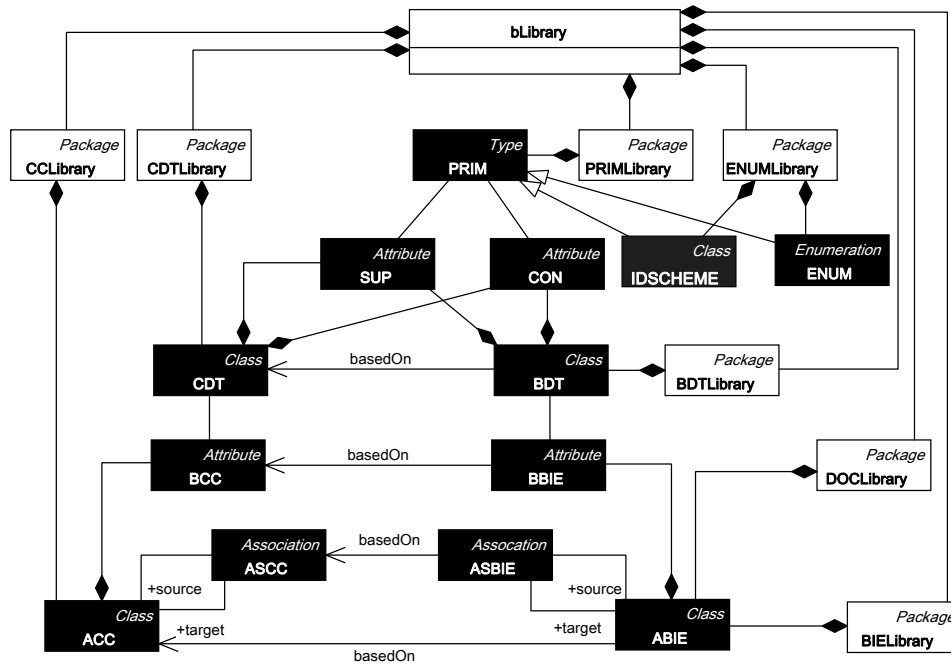 bLibrary
Package
CCLibrary
Package
CDTLibrary
Type
PRIM
Package
PRIMLibrary
Package
ENUMLibrary
Attribute
SUP
Attribute
CON
Class
IDSCHEME
Enumeration
ENUM
Class
CDT
basedOn
Class
BDT
Package
BDTLibrary
Attribute
BCC
basedOn
Attribute
BBIE
Package
DOCLibrary
Association
ASCC
basedOn
Assocation
ASBIE
+source
+source
Class
ACC
+target
+target
Class
ABIE
Package
BIELibrary
basedOn